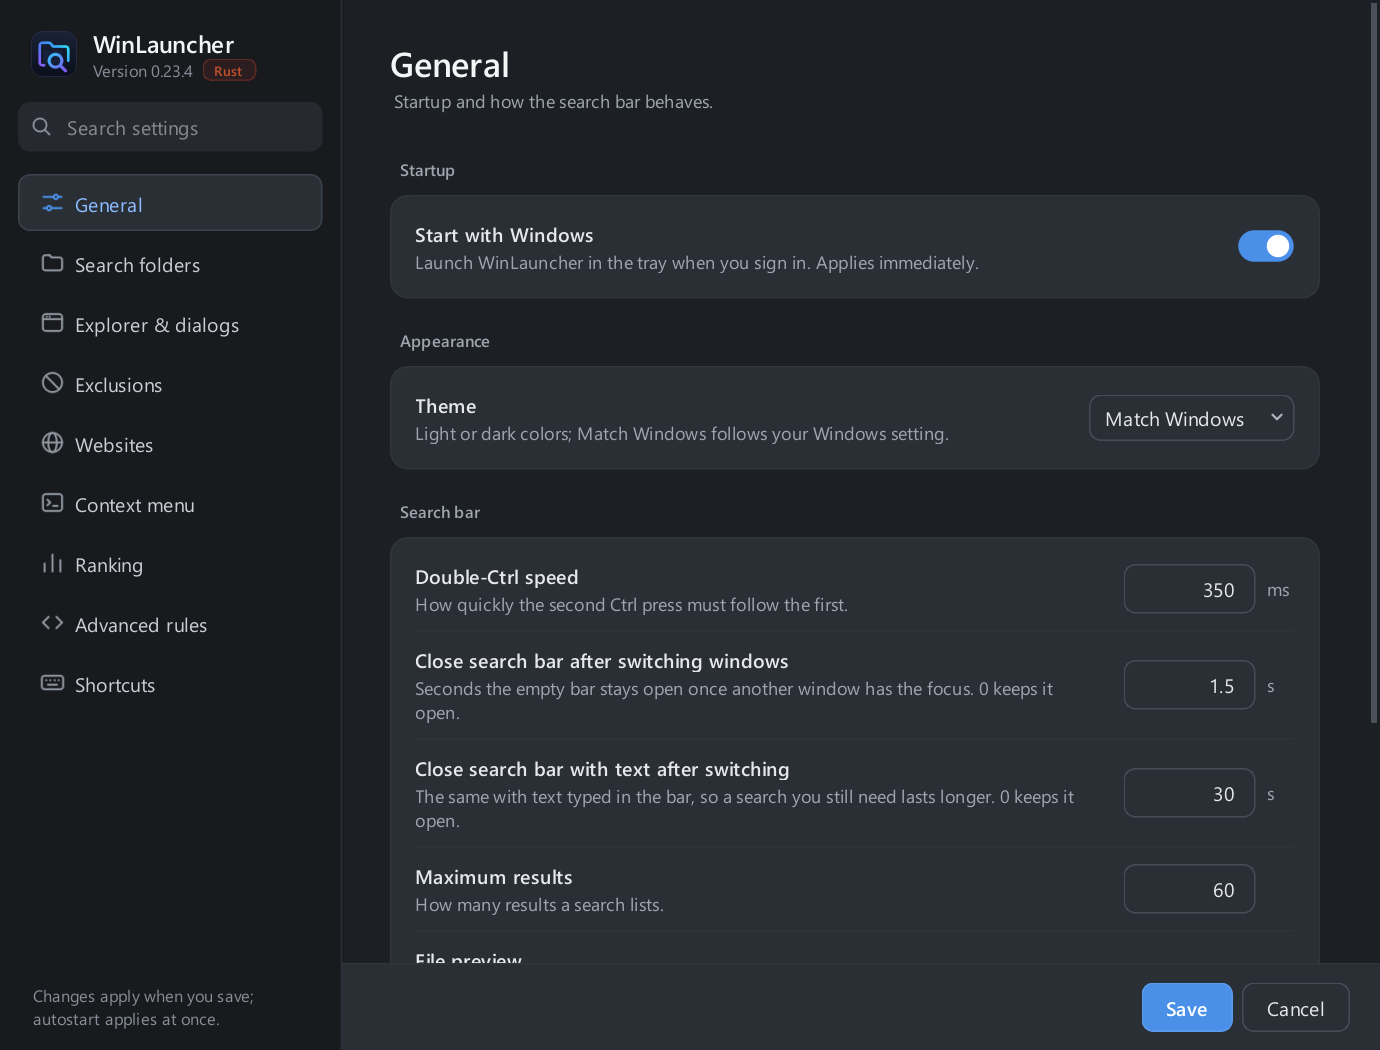 WinLauncher
Version 0.23.4 Rust
Search settings
General
Search folders
Explorer & dialogs
Exclusions
Websites
Context menu
Ranking
Advanced rules
Shortcuts
Changes apply when you save;
autostart applies at once.
General
Startup and how the search bar behaves.
Startup
Start with Windows
Launch WinLauncher in the tray when you sign in. Applies immediately.
Appearance
Theme
Light or dark colors; Match Windows follows your Windows setting.
Match Windows
Search bar
Double-Ctrl speed
How quickly the second Ctrl press must follow the first.
350 ms
Close search bar after switching windows
Seconds the empty bar stays open once another window has the focus. 0 keeps it
open.
1.5 s
Close search bar with text after switching
The same with text typed in the bar, so a search you still need lasts longer. 0 keeps it
open.
30 s
Maximum results
How many results a search lists.
60
File preview
Save
Cancel